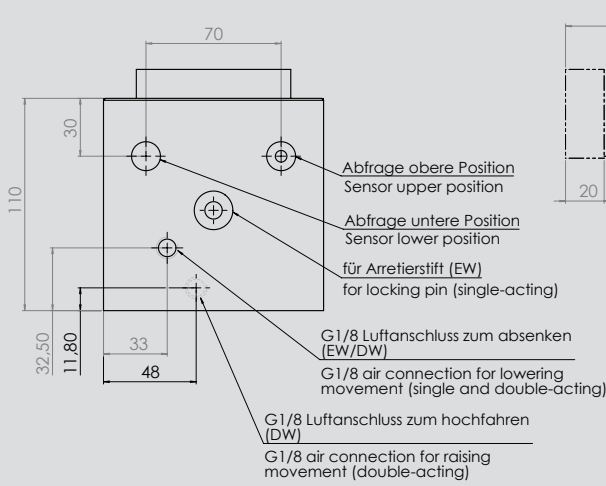 70
30
110
32,50
11,80
33
48
20
Abfrage obere Position
Sensor upper position
Abfrage untere Position
Sensor lower position
für Arretierstift (EW)
for locking pin (single-acting)
G1/8 Luftanschluss zum absenken
(EW/DW)
G1/8 air connection for lowering
movement (single and double-acting)
G1/8 Luftanschluss zum hochfahren
(DW)
G1/8 air connection for raising
movement (double-acting)